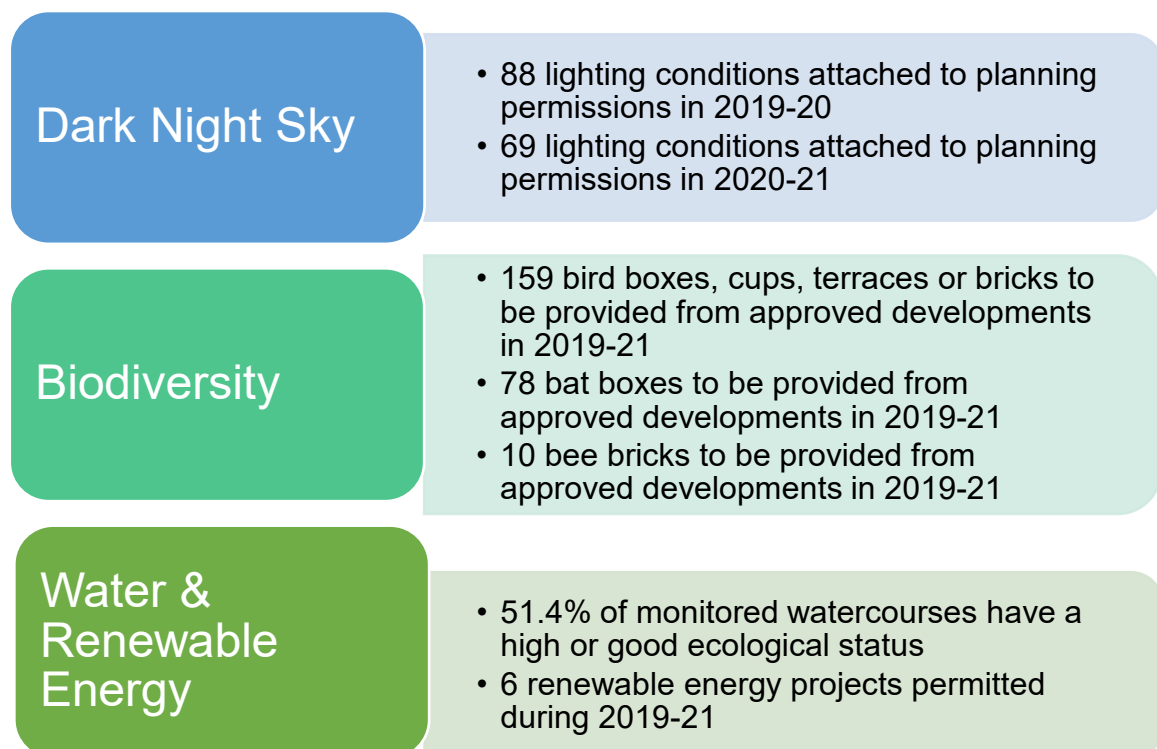 Dark Night Sky
• 88 lighting conditions attached to planning
permissions in 2019-20
• 69 lighting conditions attached to planning
permissions in 2020-21
Biodiversity
• 159 bird boxes, cups, terraces or bricks to
be provided from approved developments
in 2019-21
• 78 bat boxes to be provided from
approved developments in 2019-21
• 10 bee bricks to be provided from
approved developments in 2019-21
Water &
Renewable
Energy
• 51.4% of monitored watercourses have a
high or good ecological status
• 6 renewable energy projects permitted
during 2019-21